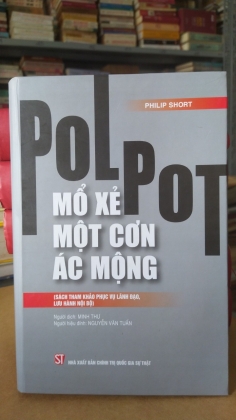 PHILIP SHORT
POL POT
MỔ XẺ
MỘT CƠN
ÁC MỘNG
(SÁCH THAM KHẢO PHỤC VỤ LÃNH ĐẠO,
LƯU HÀNH NỘI BỘ)
Người dịch: MINH THU
Người hiệu đính: NGUYỄN VĂN TUẤN
ST
NHÀ XUẤT BẢN CHÍNH TRỊ QUỐC GIA SỰ THẬT